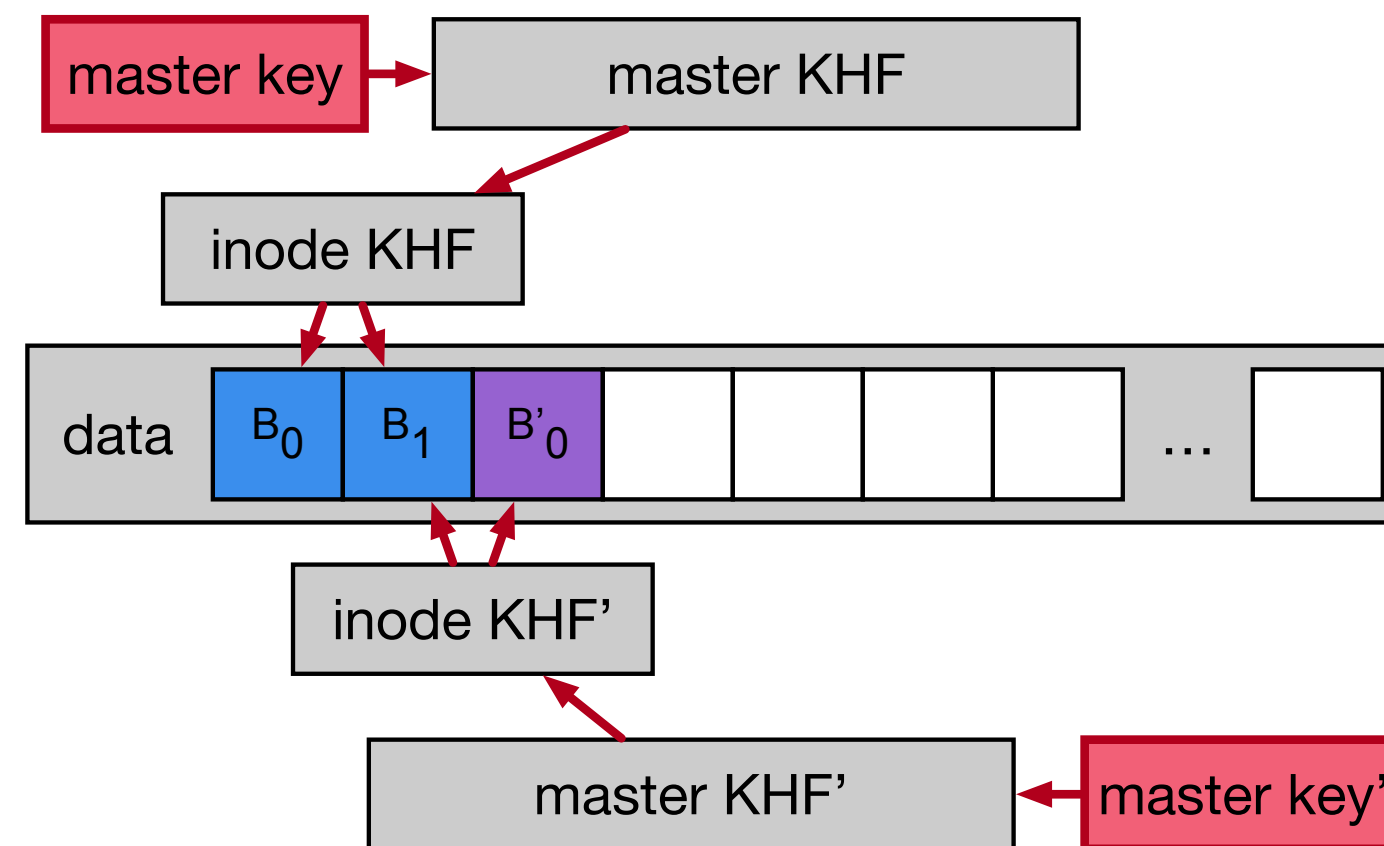 master key
master KHF
inode KHF
data
B0
B1
B’0
...
inode KHF’
master KHF’
master key’